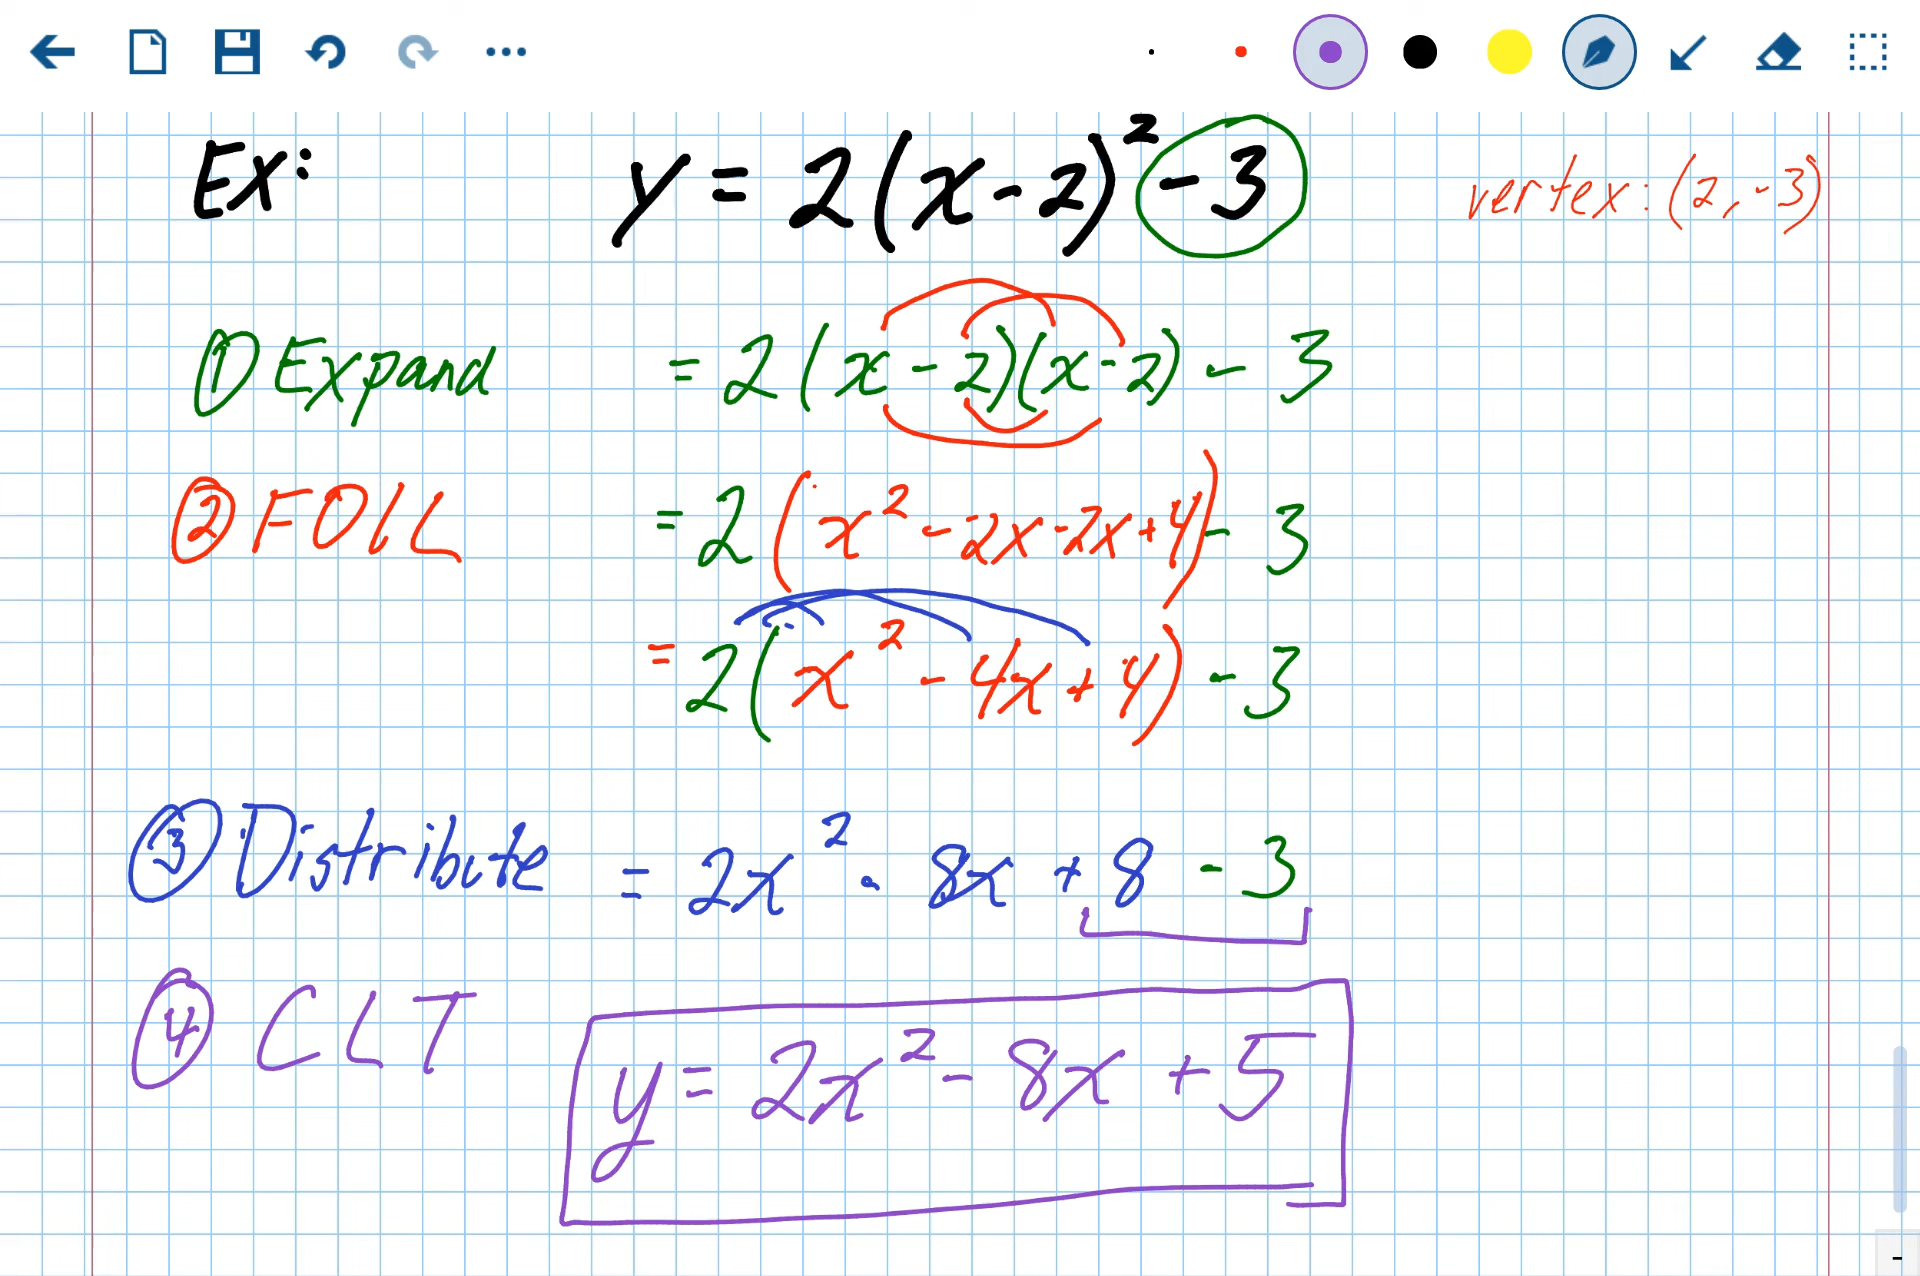 Ex: y = 2(x-2)² -3 vertex: (2, -3)
① Expand = 2(x - 2)(x - 2) - 3
② FOIL = 2(x² - 2x - 2x + 4) - 3
= 2(x² - 4x + 4) - 3
③ Distribute = 2x² - 8x + 8 - 3
④ CLT y = 2x² - 8x + 5